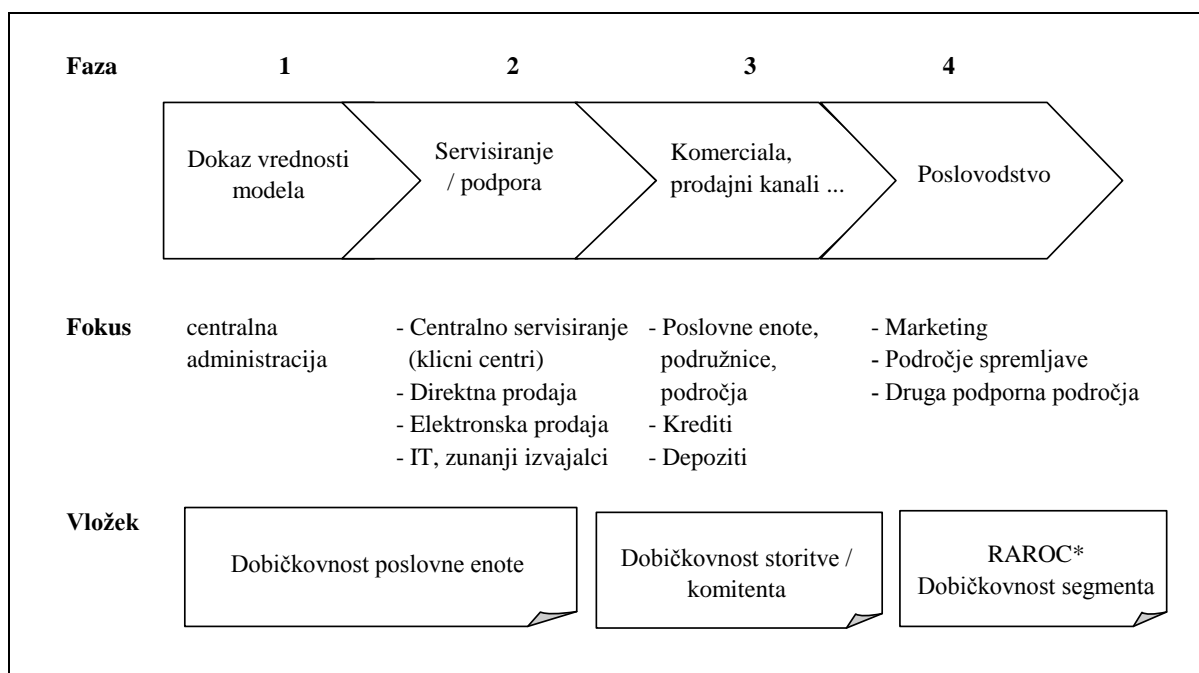 Faza 1 2 3 4
Dokaz vrednosti
modela
Servisiranje
/ podpora
Komerciala,
prodajni kanali ...
Poslovodstvo
Fokus
centralna
administracija
- Centralno servisiranje
(klicni centri)
- Direktna prodaja
- Elektronska prodaja
- IT, zunanji izvajalci
- Poslovne enote,
podružnice,
področja
- Krediti
- Depoziti
- Marketing
- Področje spremljave
- Druga podporna področja
Vložek
Dobičkovnost poslovne enote
Dobičkovnost storitve /
komitenta
RAROC*
Dobičkovnost segmenta